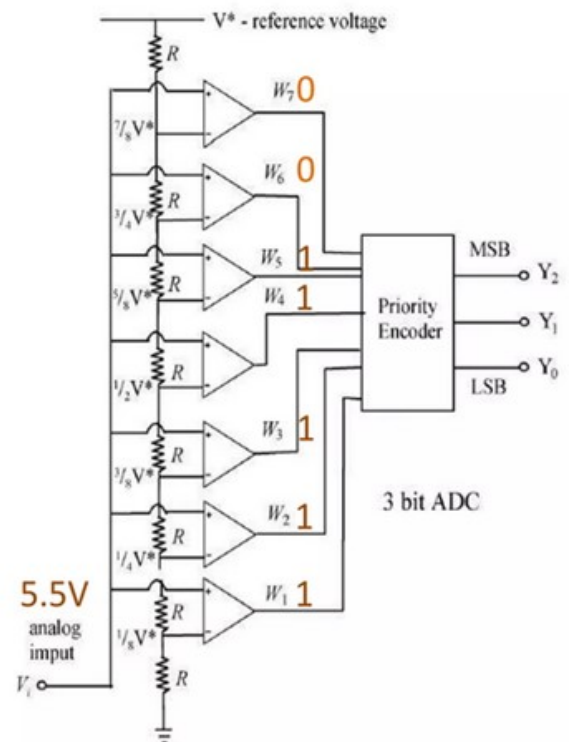 V* - reference voltage
R
W₇ 0
⁷/₈V*
W₆ 0
³/₄V*
R
W₅ 1
⁵/₈V*
R
W₄ 1
¹/₂V*
R
W₃ 1
³/₈V*
R
W₂ 1
¹/₄V*
R
W₁ 1
¹/₈V*
R
R
MSB
Y₂
Priority
Encoder
Y₁
Y₀
LSB
3 bit ADC
5.5V
analog
imput
Vᵢ
+
−
+
−
+
−
+
−
+
−
+
−
+
−